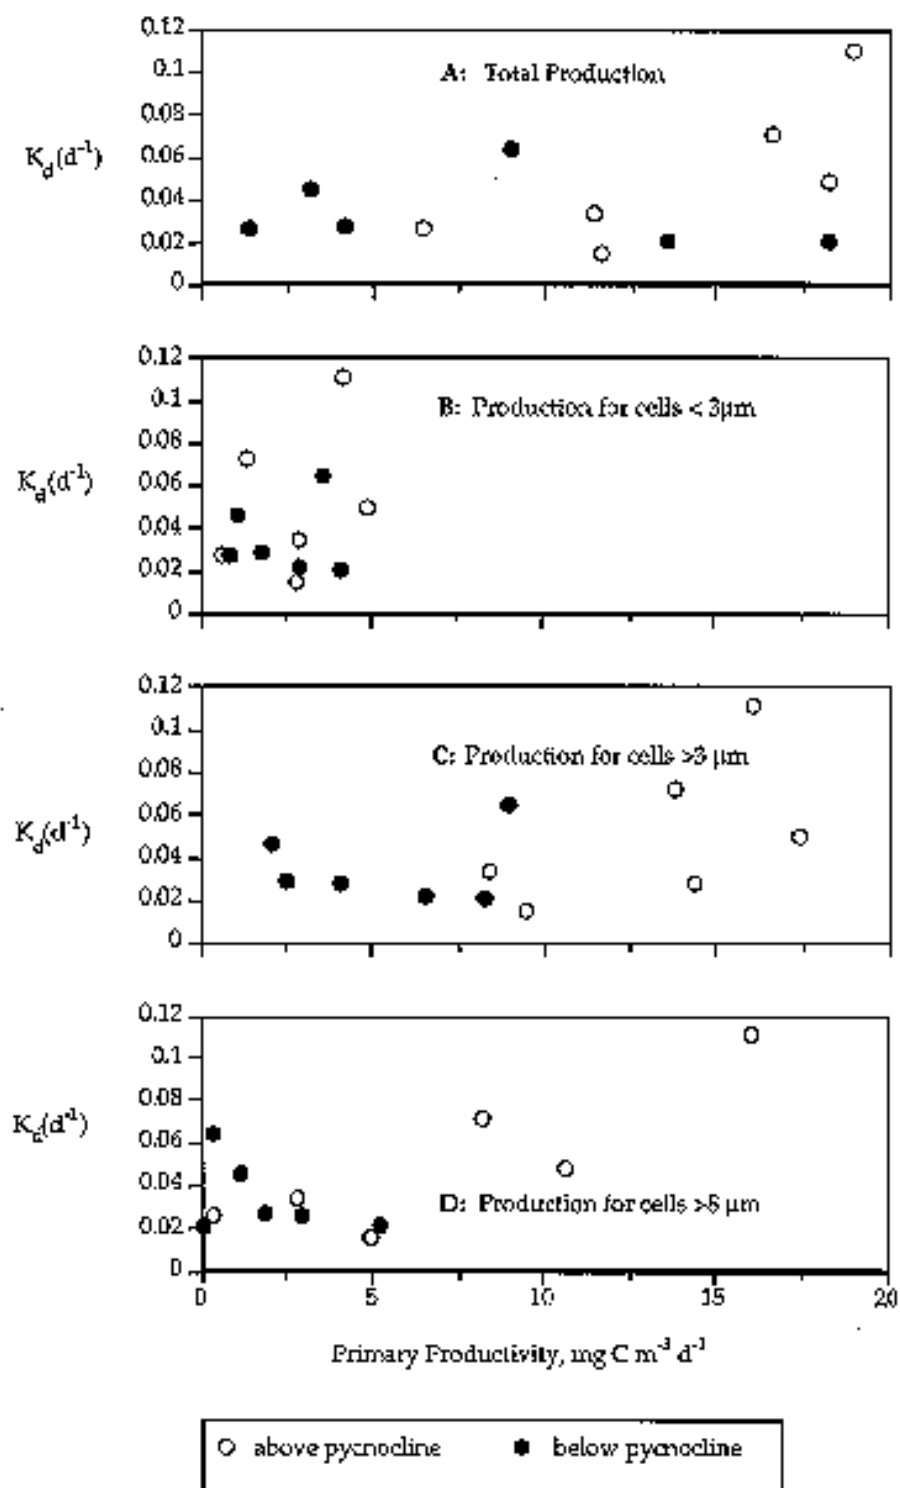 0.12
0.1
A: Total Production
0.08
Kd(d-1)
0.06
0.04
0.02
0
0.12
0.1
B: Production for cells < 3µm
0.08
Kd(d-1)
0.06
0.04
0.02
0
0.12
0.1
C: Production for cells >3 µm
0.08
0.06
Kd(d-1)
0.04
0.02
0
0.12
0.1
0.08
Kd(d-1)
0.06
0.04
D: Production for cells µm
0.02
0
0 5 10 15 20
Primary Productivity, mg C m-3 d-1
above pycnocline below pycnocline